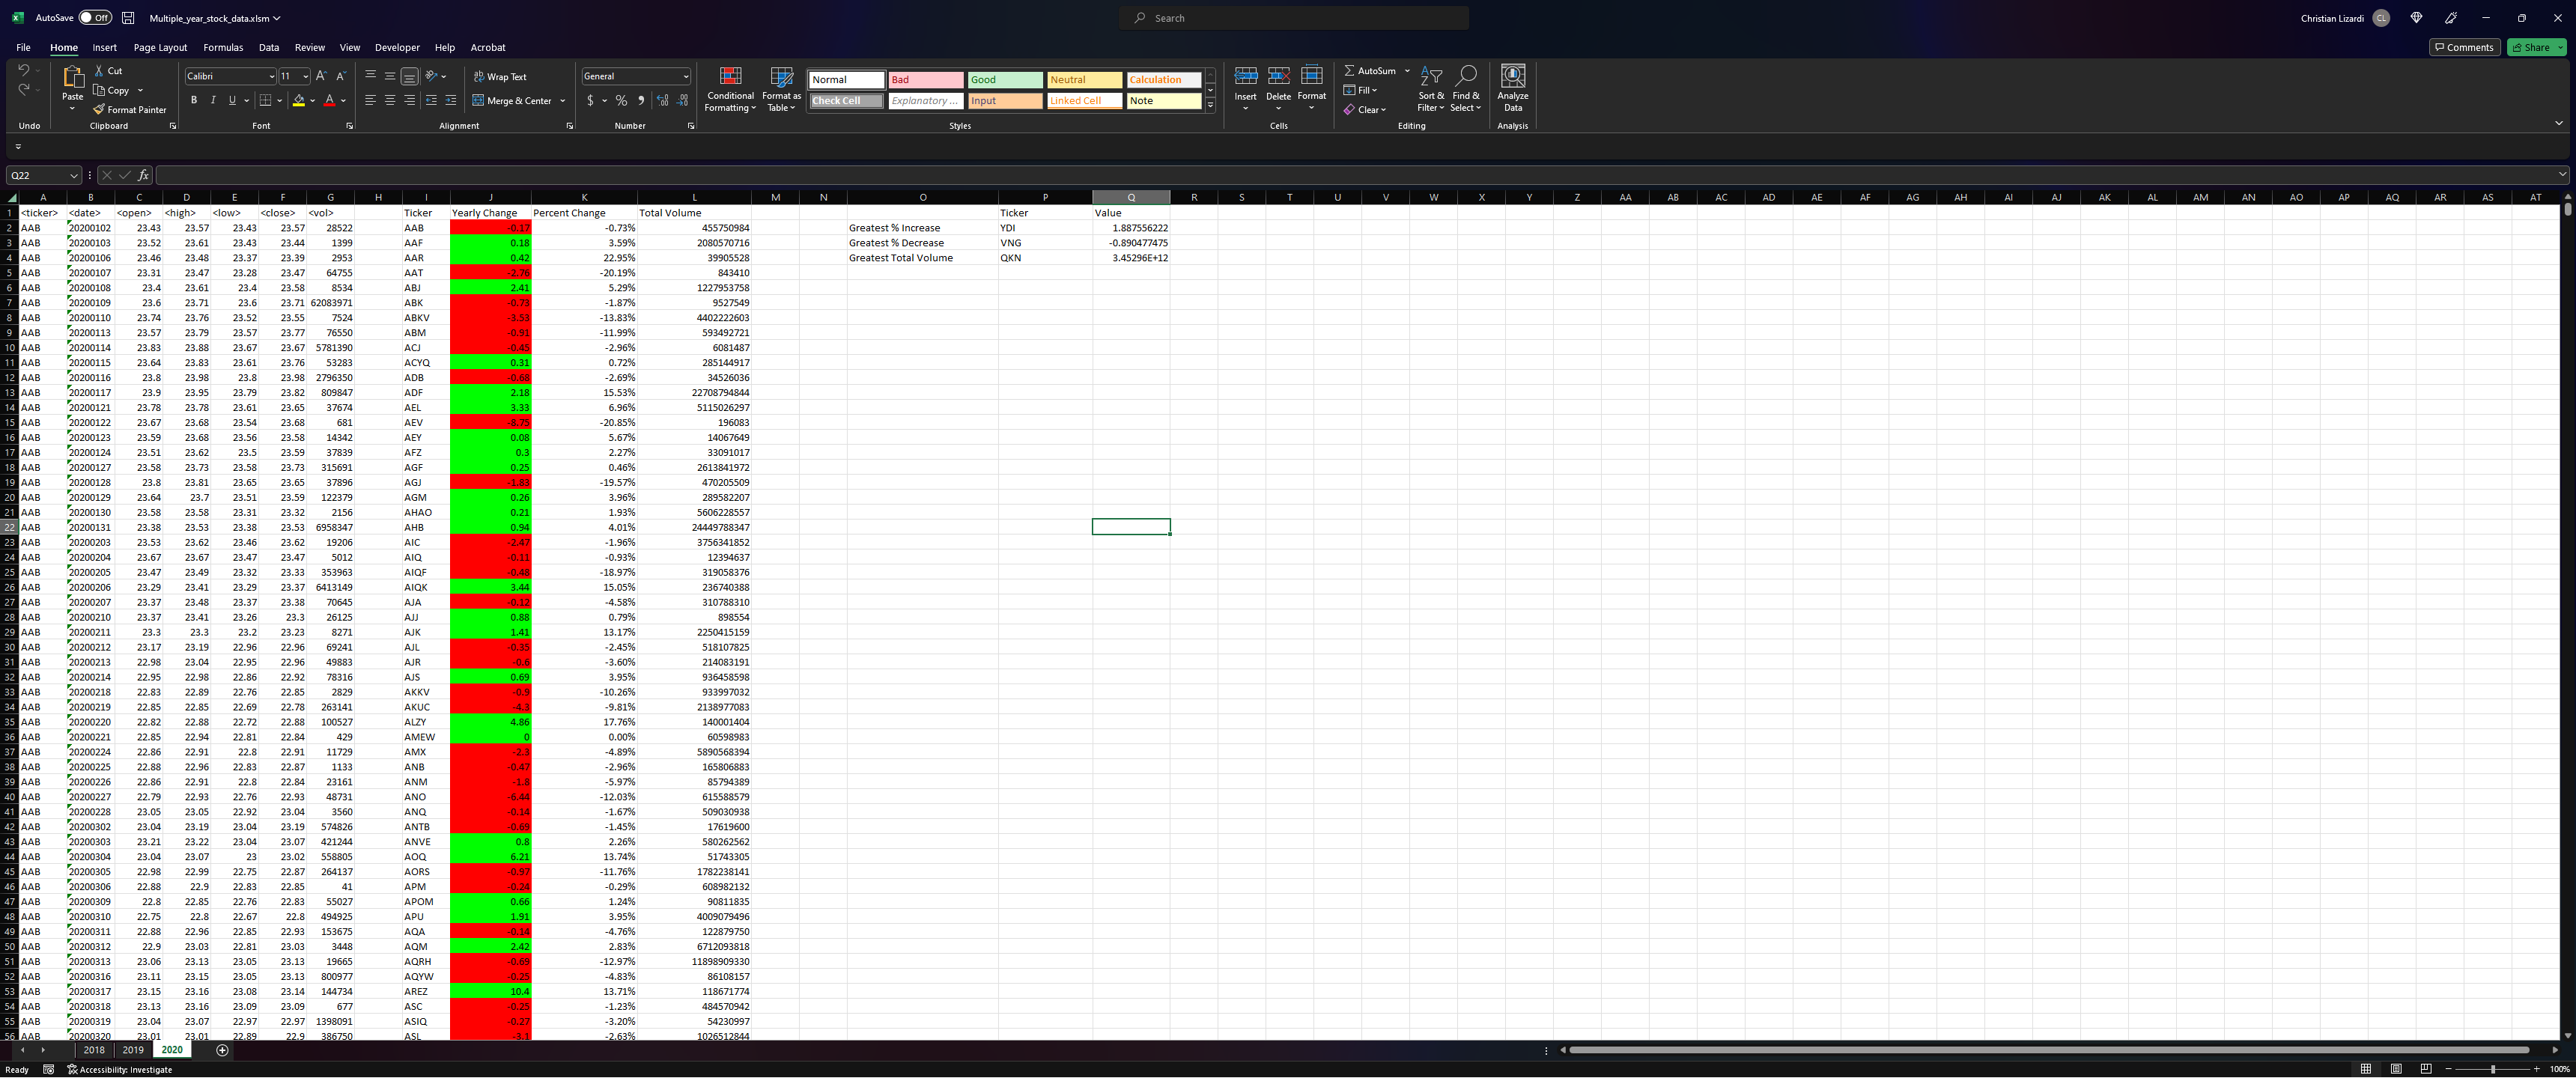 AutoSave Off Multiple_year_stock_data.xlsm Search Christian Lizardi CL
File Home Insert Page Layout Formulas Data Review View Developer Help Acrobat Comments Share
Cut Calibri 11 Wrap Text General Normal Bad Good Neutral Calculation AutoSum
Paste Copy Conditional Formatting Format as Table Insert Delete Format Fill Sort & Filter Find & Select Analyze Data
Format Painter B I U Merge & Center $ % Check Cell Explanatory ... Input Linked Cell Note Clear
Undo Clipboard Font Alignment Number Styles Cells Editing Analysis
Q22 fx
A B C D E F G H I J K L M N O P Q R S T U V W X Y Z AA AB AC AD AE AF AG AH AI AJ AK AL AM AN AO AP AQ AR AS AT
1 <ticker> <date> <open> <high> <low> <close> <vol> Ticker Yearly Change Percent Change Total Volume Ticker Value
2 AAB 20200102 23.43 23.57 23.43 23.57 28522 AAB -0.17 -0.73% 455750984 Greatest % Increase YDI 1.887556222
3 AAB 20200103 23.52 23.61 23.43 23.44 1399 AAF 0.18 3.59% 2080570716 Greatest % Decrease VNG -0.890477475
4 AAB 20200106 23.46 23.48 23.37 23.39 2953 AAR 0.42 22.95% 39905528 Greatest Total Volume QKN 3.45296E+12
5 AAB 20200107 23.31 23.47 23.28 23.47 64755 AAT -2.76 -20.19% 843410
6 AAB 20200108 23.4 23.61 23.4 23.58 8534 ABJ 2.41 5.29% 1227953758
7 AAB 20200109 23.6 23.71 23.6 23.71 62083971 ABK -0.73 -1.87% 9527549
8 AAB 20200110 23.74 23.76 23.52 23.55 7524 ABKV -3.53 -13.83% 4402222603
9 AAB 20200113 23.57 23.79 23.57 23.77 76550 ABM -0.91 -11.99% 593492721
10 AAB 20200114 23.83 23.88 23.67 23.67 5781390 ACJ -0.45 -2.96% 6081487
11 AAB 20200115 23.64 23.83 23.61 23.76 53283 ACYQ 0.31 0.72% 285144917
12 AAB 20200116 23.8 23.98 23.8 23.98 2796350 ADB -0.68 -2.69% 34526036
13 AAB 20200117 23.9 23.95 23.79 23.82 809847 ADF 2.18 15.53% 22708794844
14 AAB 20200121 23.78 23.78 23.61 23.65 37674 AEL 3.33 6.96% 5115026297
15 AAB 20200122 23.67 23.68 23.54 23.68 681 AEV -8.75 -20.85% 196083
16 AAB 20200123 23.59 23.68 23.56 23.58 14342 AEY 0.08 5.67% 14067649
17 AAB 20200124 23.51 23.62 23.5 23.59 37839 AFZ 0.3 2.27% 33091017
18 AAB 20200127 23.58 23.73 23.58 23.73 315691 AGF 0.25 0.46% 2613841972
19 AAB 20200128 23.8 23.81 23.65 23.65 37896 AGJ -1.83 -19.57% 470205509
20 AAB 20200129 23.64 23.7 23.51 23.59 122379 AGM 0.26 3.96% 289582207
21 AAB 20200130 23.58 23.58 23.31 23.32 2156 AHAO 0.21 1.93% 5606228557
22 AAB 20200131 23.38 23.53 23.38 23.53 6958347 AHB 0.94 4.01% 24449788347
23 AAB 20200203 23.53 23.62 23.46 23.62 19206 AIC -2.47 -1.96% 3756341852
24 AAB 20200204 23.67 23.67 23.47 23.47 5012 AIQ -0.11 -0.93% 12394637
25 AAB 20200205 23.47 23.49 23.32 23.33 353963 AIQF -0.48 -18.97% 319058376
26 AAB 20200206 23.29 23.41 23.29 23.37 6413149 AIQK 3.44 15.05% 236740388
27 AAB 20200207 23.37 23.48 23.37 23.38 70645 AJA -0.12 -4.58% 310788310
28 AAB 20200210 23.37 23.41 23.26 23.3 26125 AJJ 0.88 0.79% 898554
29 AAB 20200211 23.3 23.3 23.2 23.23 8271 AJK 1.41 13.17% 2250415159
30 AAB 20200212 23.17 23.19 22.96 22.96 69241 AJL -0.35 -2.45% 518107825
31 AAB 20200213 22.98 23.04 22.95 22.96 49883 AJR -0.6 -3.60% 214083191
32 AAB 20200214 22.95 22.98 22.86 22.92 78316 AJS 0.69 3.95% 936458598
33 AAB 20200218 22.83 22.89 22.76 22.85 2829 AKKV -0.9 -10.26% 933997032
34 AAB 20200219 22.85 22.85 22.69 22.78 263141 AKUC -4.3 -9.81% 2138977083
35 AAB 20200220 22.82 22.88 22.72 22.88 100527 ALZY 4.86 17.76% 140001404
36 AAB 20200221 22.85 22.94 22.81 22.84 429 AMEW 0 0.00% 60598983
37 AAB 20200224 22.86 22.91 22.8 22.91 11729 AMX -2.3 -4.89% 5890568394
38 AAB 20200225 22.88 22.96 22.83 22.87 1133 ANB -0.47 -2.96% 165806883
39 AAB 20200226 22.86 22.91 22.8 22.84 23161 ANM -1.8 -5.97% 85794389
40 AAB 20200227 22.79 22.93 22.76 22.93 48731 ANO -6.44 -12.03% 615588579
41 AAB 20200228 23.05 23.05 22.92 23.04 3560 ANQ -0.14 -1.67% 509030938
42 AAB 20200302 23.04 23.19 23.04 23.19 574826 ANTB -0.69 -1.45% 17619600
43 AAB 20200303 23.21 23.22 23.04 23.07 421244 ANVE 0.8 2.26% 580262562
44 AAB 20200304 23.04 23.07 23 23.02 558805 AOQ 6.21 13.74% 51743305
45 AAB 20200305 22.98 22.99 22.75 22.87 264137 AORS -0.97 -11.76% 1782238141
46 AAB 20200306 22.88 22.9 22.83 22.85 41 APM -0.24 -0.29% 608982132
47 AAB 20200309 22.8 22.85 22.76 22.83 55027 APOM 0.66 1.24% 90811835
48 AAB 20200310 22.75 22.8 22.67 22.8 494925 APU 1.91 3.95% 4009079496
49 AAB 20200311 22.88 22.96 22.85 22.93 153675 AQA -0.14 -4.76% 122879750
50 AAB 20200312 22.9 23.03 22.81 23.03 3448 AQM 2.42 2.83% 6712093818
51 AAB 20200313 23.06 23.13 23.05 23.13 19665 AQRH -0.69 -12.97% 11898909330
52 AAB 20200316 23.11 23.15 23.05 23.13 800977 AQYW -0.25 -4.83% 86108157
53 AAB 20200317 23.15 23.16 23.08 23.14 144734 AREZ 10.4 13.71% 118671774
54 AAB 20200318 23.13 23.16 23.09 23.09 677 ASC -0.25 -1.23% 484570942
55 AAB 20200319 23.04 23.07 22.97 22.97 1398091 ASIQ -0.27 -3.20% 54230997
56 AAB 20200320 23.01 23.01 22.89 22.9 386750 ASL -3.1 -2.63% 1026512844
2018 2019 2020
Ready Accessibility: Investigate 100%